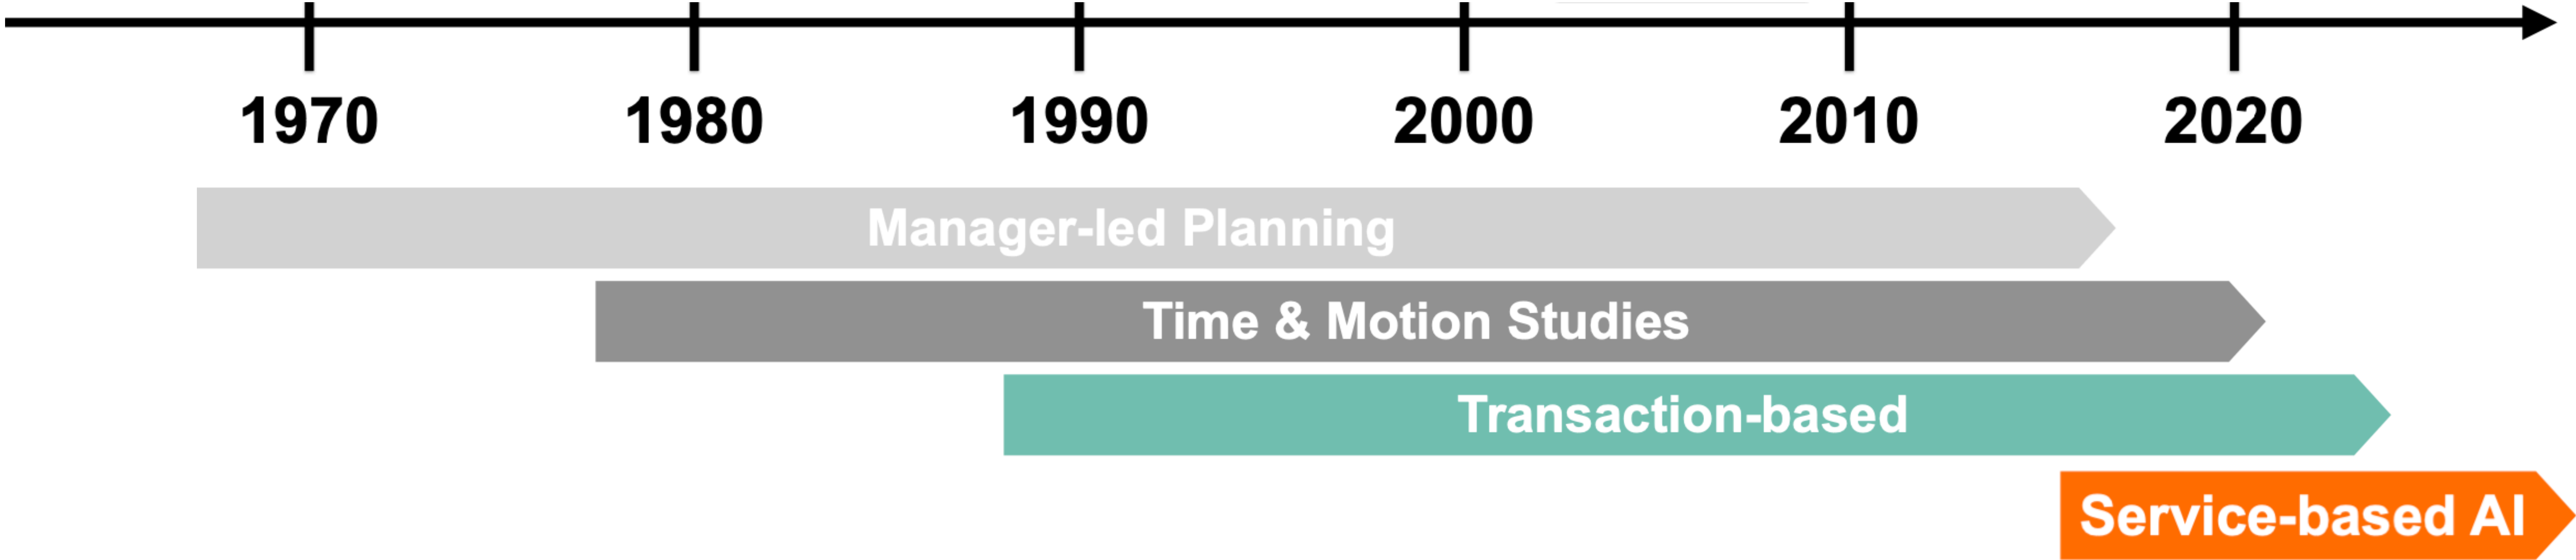 1970 1980 1990 2000 2010 2020
Manager-led Planning
Time & Motion Studies
Transaction-based
Service-based AI